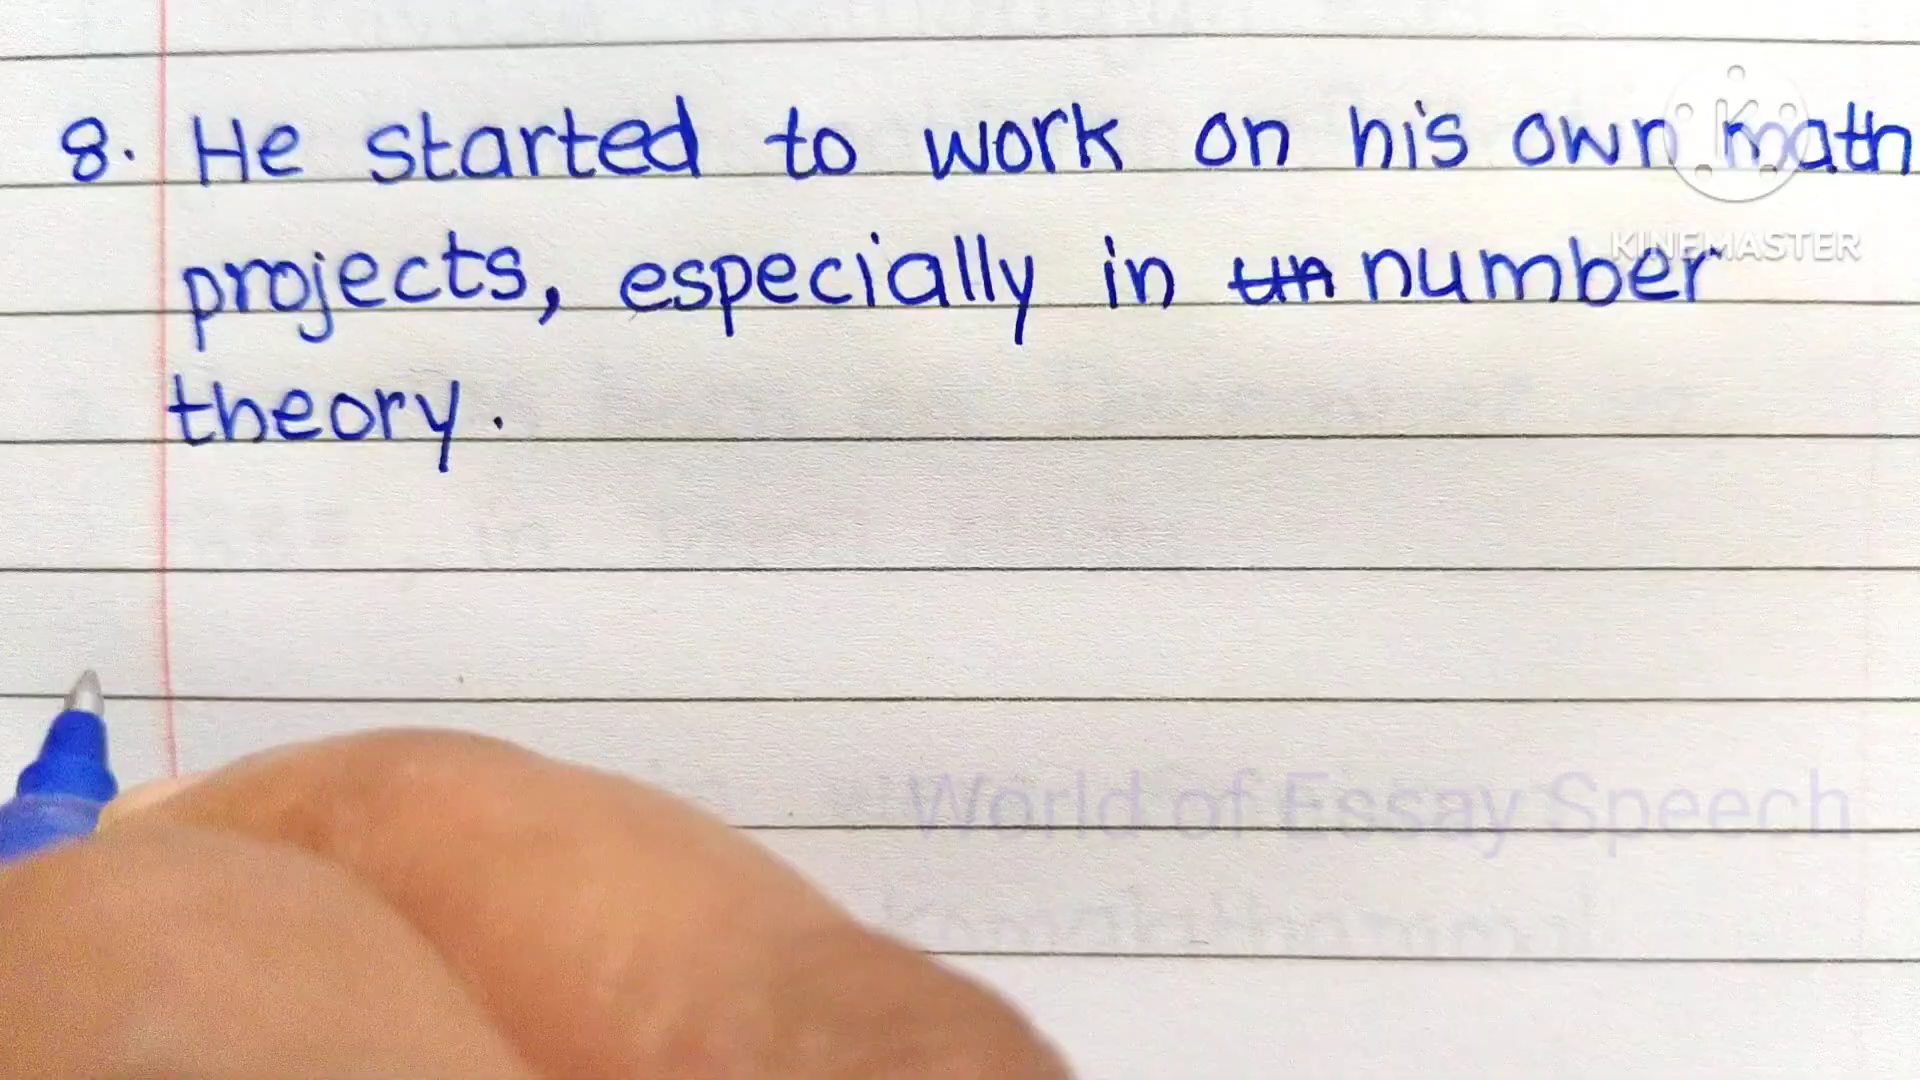 8. He started to work on his own math
projects, especially in number
theory.
KINEMASTER
World of Essay Speech